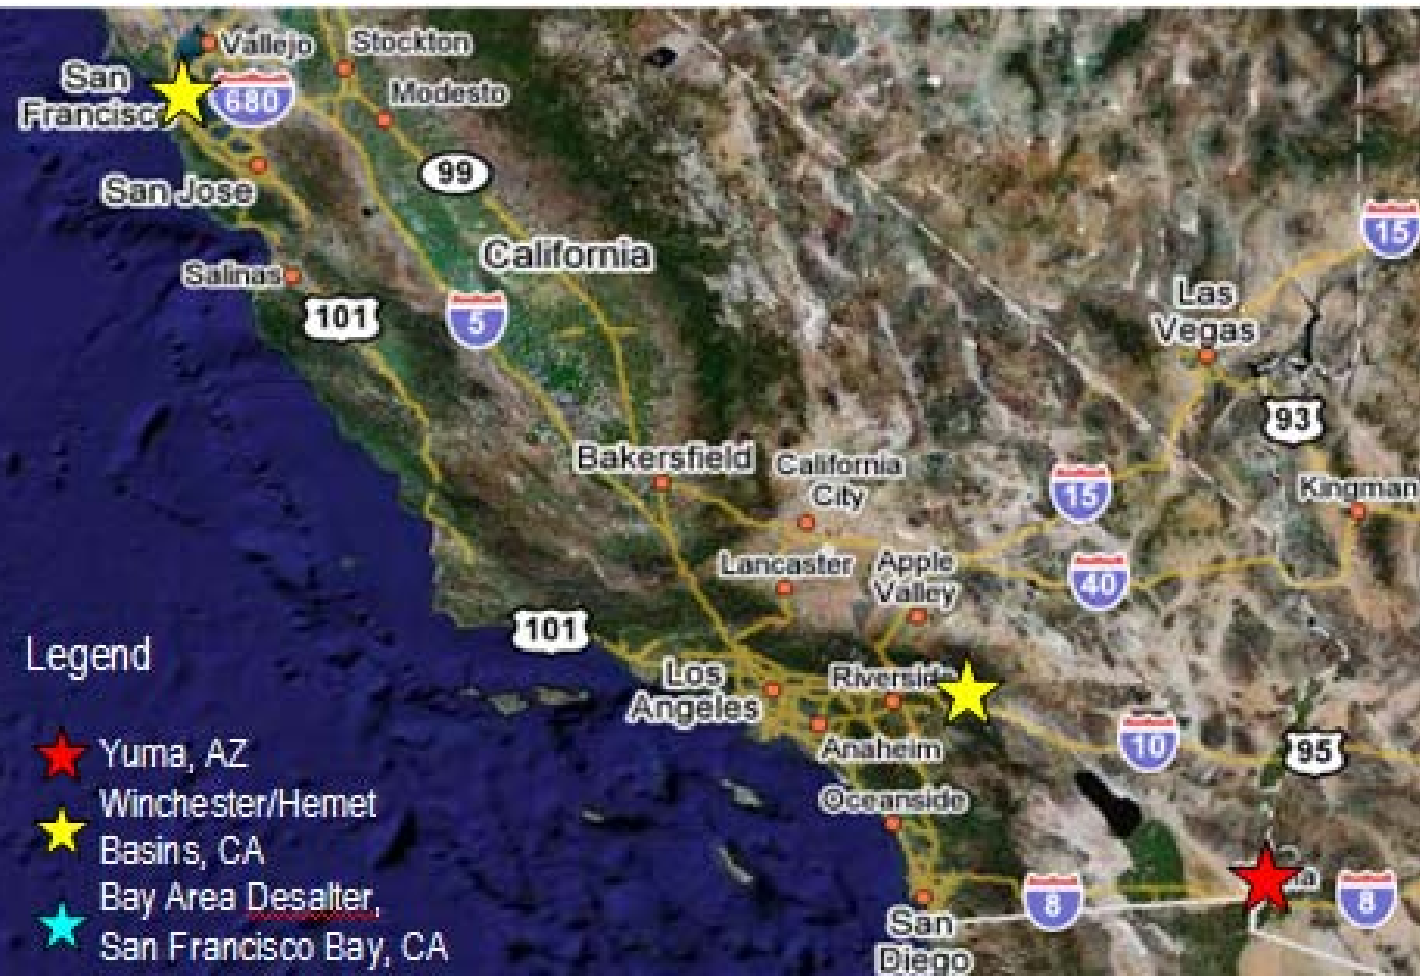 Vallejo
Stockton
San
Francisco
680
Modesto
99
San Jose
California
Salinas
101
5
15
Las
Vegas
93
Bakersfield
California
City
15
Kingman
Lancaster
Apple
Valley
40
101
Legend
Los
Angeles
Riverside
10
95
Anaheim
Yuma, AZ
Winchester/Hemet
Basins, CA
Oceanside
Bay Area Desalter,
San Francisco Bay, CA
8
8
San
Diego